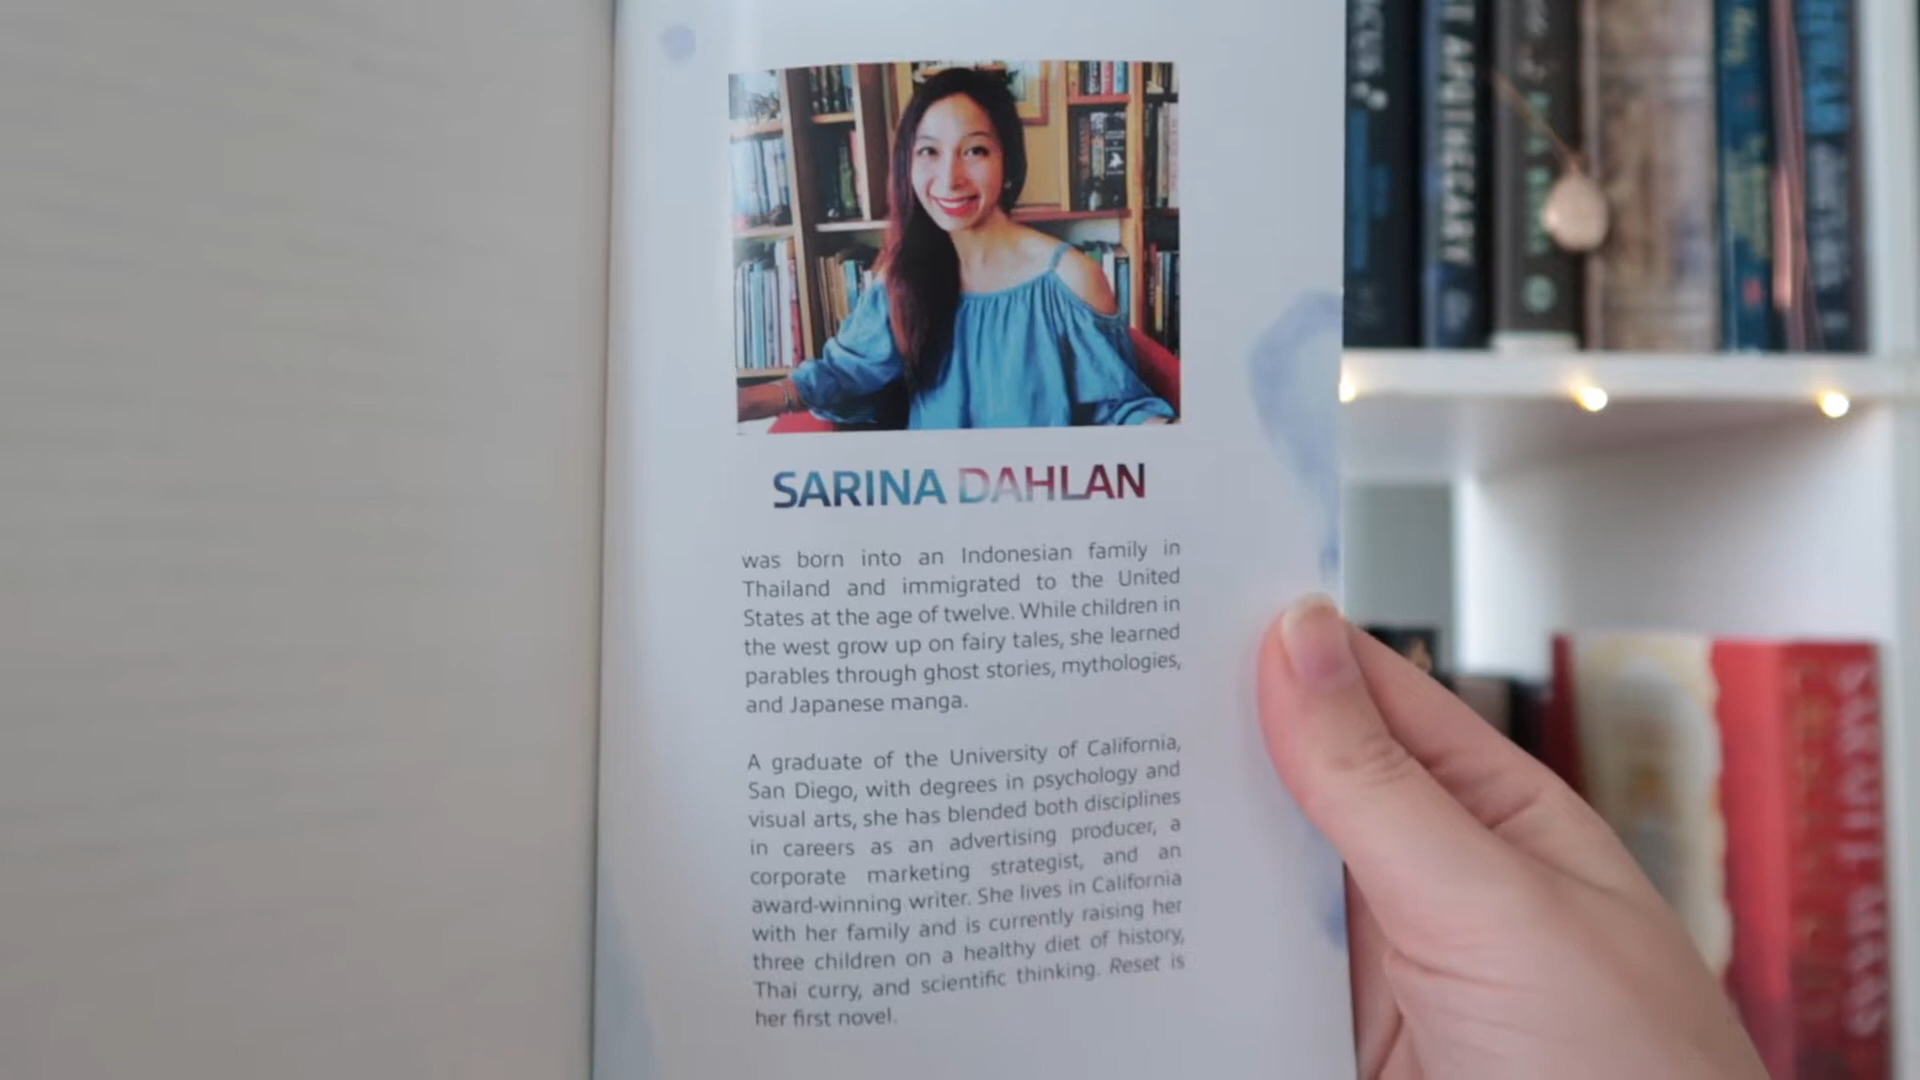 SARINA DAHLAN
was born into an Indonesian family in
Thailand and immigrated to the United
States at the age of twelve. While children in
the west grow up on fairy tales, she learned
parables through ghost stories, mythologies,
and Japanese manga.
A graduate of the University of California,
San Diego, with degrees in psychology and
visual arts, she has blended both disciplines
in careers as an advertising producer, a
corporate marketing strategist, and an
award-winning writer. She lives in California
with her family and is currently raising her
three children on a healthy diet of history,
Thai curry, and scientific thinking. Reset is
her first novel.
APOTHECARY